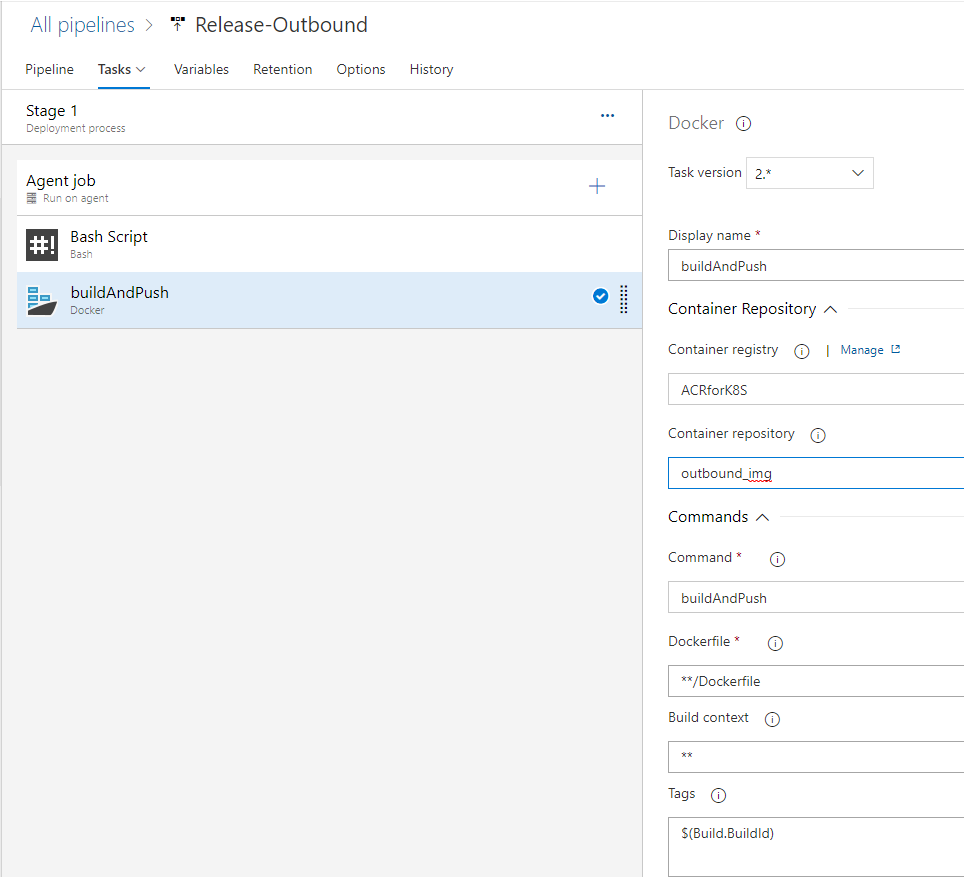 All pipelines > Release-Outbound
Pipeline Tasks Variables Retention Options History
Stage 1
Deployment process
...
Agent job
Run on agent
+
#! Bash Script
Bash
buildAndPush
Docker
Docker
Task version 2.*
Display name *
buildAndPush
Container Repository
Container registry | Manage
ACRforK8S
Container repository
outbound_img
Commands
Command *
buildAndPush
Dockerfile *
**/Dockerfile
Build context
**
Tags
$(Build.BuildId)